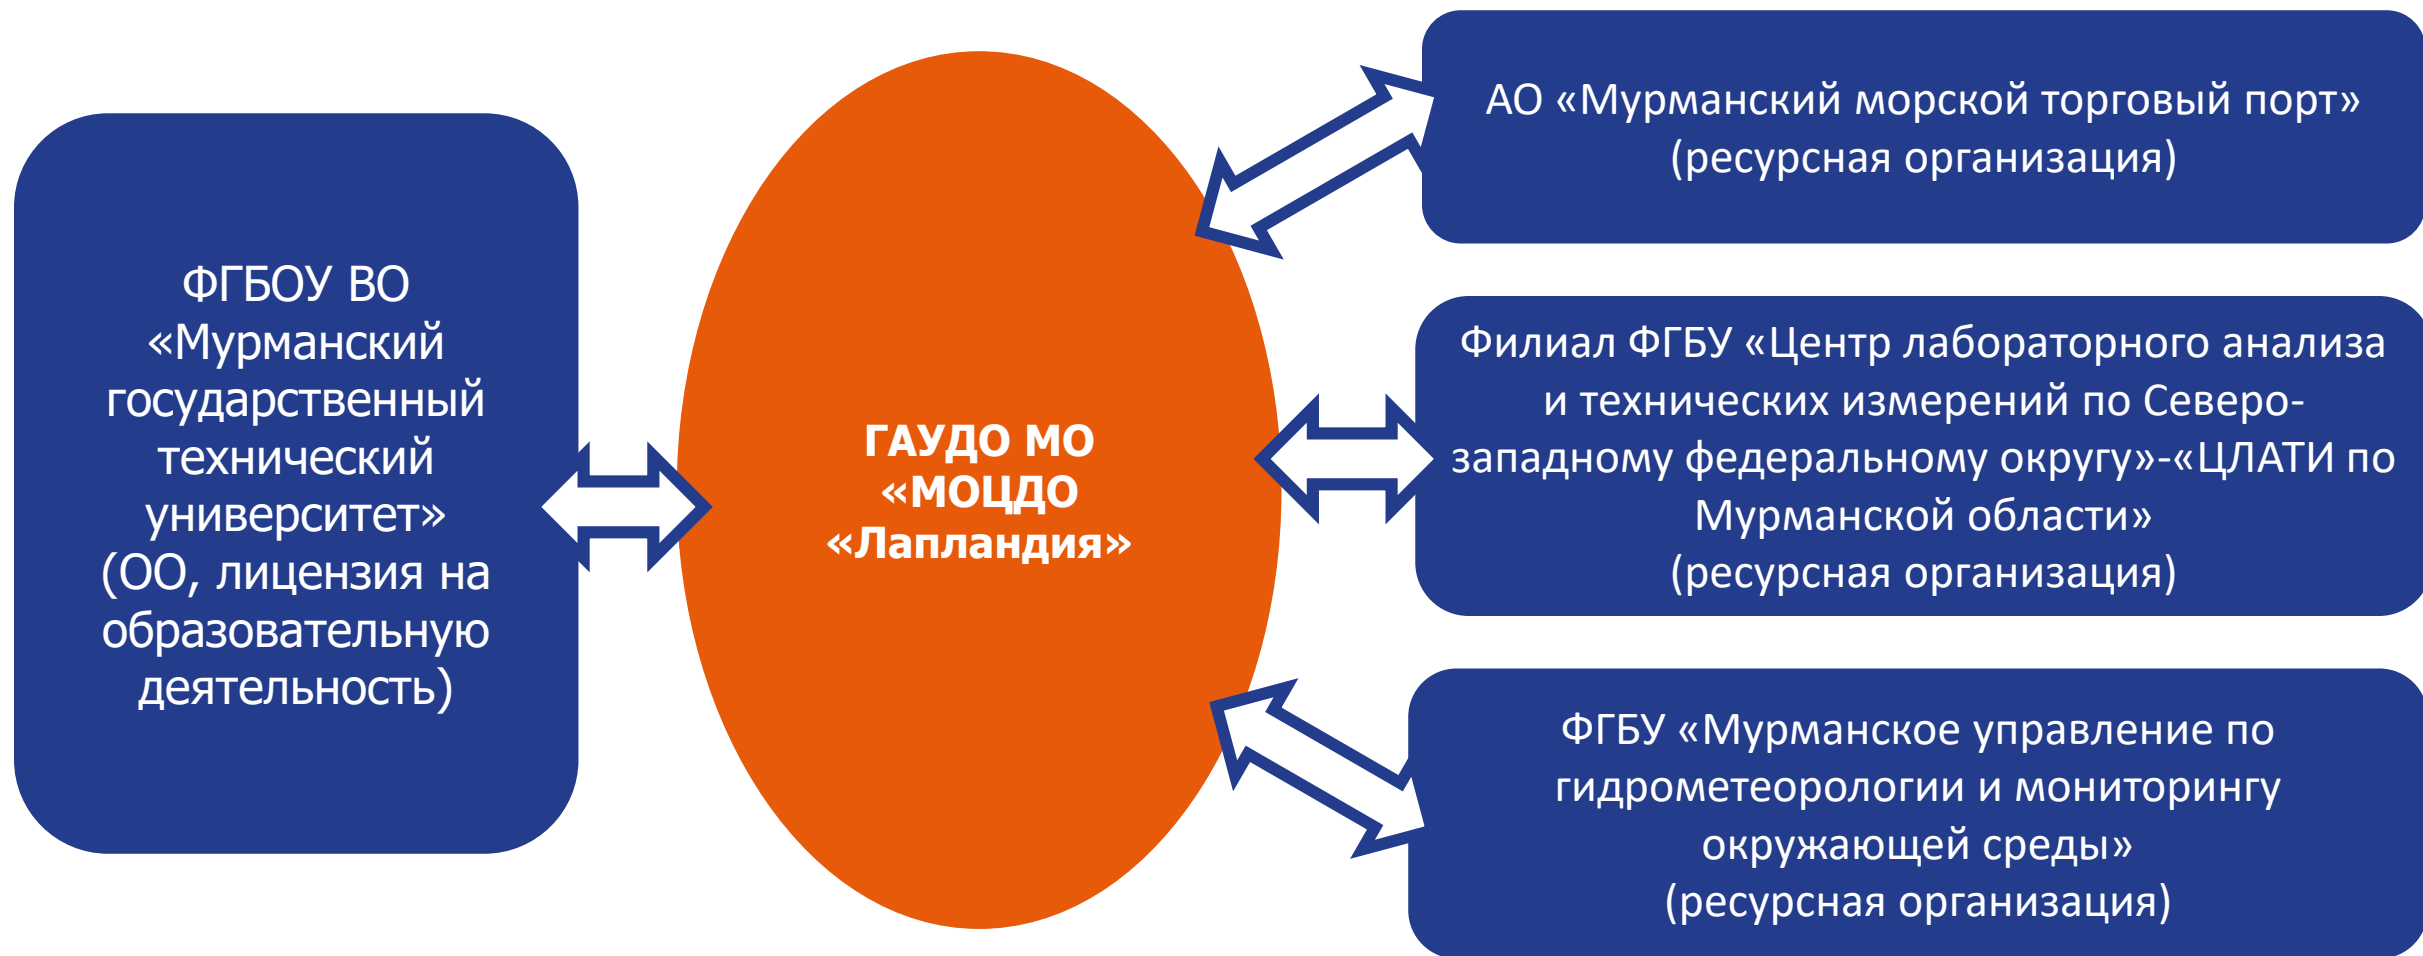 ФГБОУ ВО
«Мурманский
государственный
технический
университет»
(ОО, лицензия на
образовательную
деятельность)
ГАУДО МО
«МОЦДО
«Лапландия»
АО «Мурманский морской торговый порт»
(ресурсная организация)
Филиал ФГБУ «Центр лабораторного анализа
и технических измерений по Северо-
западному федеральному округу»-«ЦЛАТИ по
Мурманской области»
(ресурсная организация)
ФГБУ «Мурманское управление по
гидрометеорологии и мониторингу
окружающей среды»
(ресурсная организация)